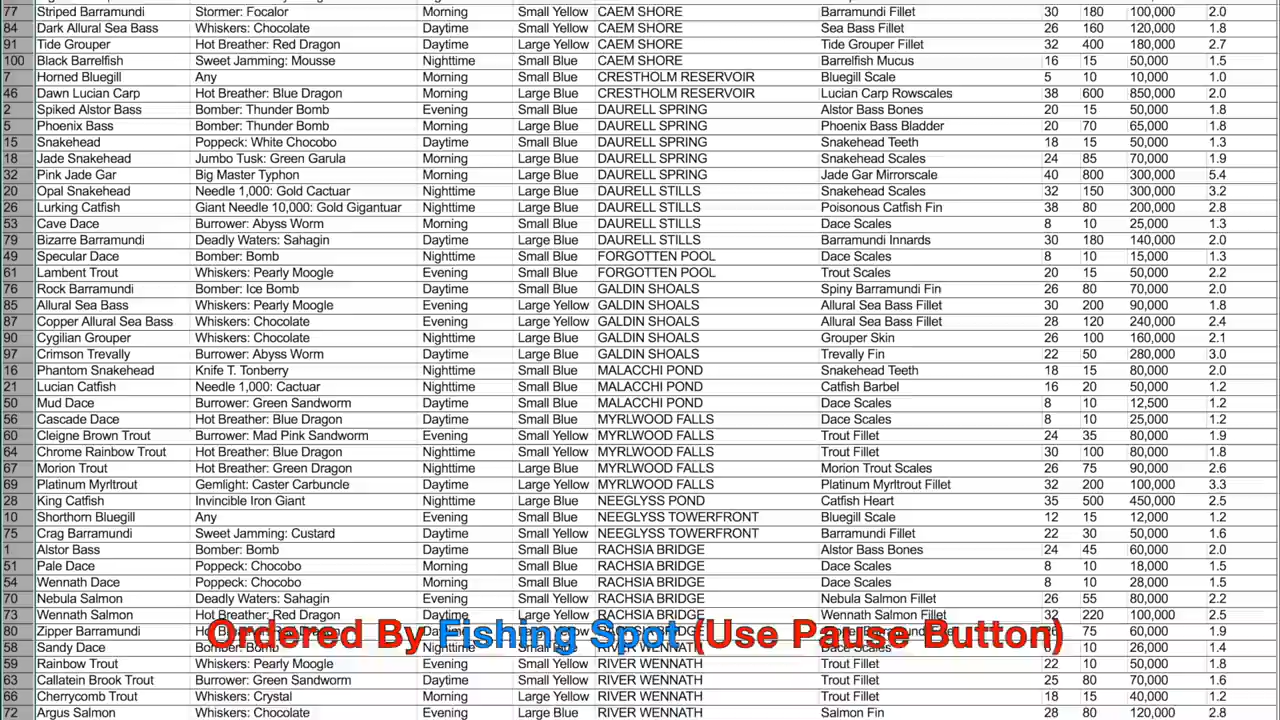 77 Striped Barramundi Stormer: Focalor Morning Small Yellow CAEM SHORE Barramundi Fillet 30 180 100,000 2.0
84 Dark Allural Sea Bass Whiskers: Chocolate Daytime Small Yellow CAEM SHORE Sea Bass Fillet 26 160 120,000 1.8
91 Tide Grouper Hot Breather: Red Dragon Daytime Large Yellow CAEM SHORE Tide Grouper Fillet 32 400 180,000 2.7
100 Black Barrelfish Sweet Jamming: Mousse Nighttime Small Yellow CAEM SHORE Barrelfish Mucus 16 15 50,000 1.5
7 Horned Bluegill Any Morning Small Blue CRESTHOLM RESERVOIR Bluegill Scale 5 10 10,000 1.0
46 Dawn Lucian Carp Hot Breather: Blue Dragon Morning Large Blue CRESTHOLM RESERVOIR Lucian Carp Rowscales 38 600 850,000 2.0
2 Spiked Alstor Bass Bomber: Thunder Bomb Evening Small Blue DAURELL SPRING Alstor Bass Bones 20 15 50,000 1.8
5 Phoenix Bass Bomber: Thunder Bomb Morning Large Blue DAURELL SPRING Phoenix Bass Bladder 20 70 65,000 1.8
15 Snakehead Poppeck: White Chocobo Daytime Small Blue DAURELL SPRING Snakehead Teeth 18 15 50,000 1.3
18 Jade Snakehead Jumbo Tusk: Green Garula Morning Large Blue DAURELL SPRING Snakehead Scales 24 85 70,000 1.9
32 Pink Jade Gar Big Master Typhon Morning Large Blue DAURELL SPRING Jade Gar Mirrorscale 40 800 300,000 5.4
20 Opal Snakehead Needle 1,000: Gold Cactuar Nighttime Large Blue DAURELL STILLS Snakehead Scales 32 150 300,000 3.2
26 Lurking Catfish Giant Needle 10,000: Gold Gigantuar Nighttime Large Blue DAURELL STILLS Poisonous Catfish Fin 38 80 200,000 2.8
53 Cave Dace Burrower: Abyss Worm Morning Small Blue DAURELL STILLS Dace Scales 8 10 25,000 1.3
79 Bizarre Barramundi Deadly Waters: Sahagin Daytime Large Blue DAURELL STILLS Barramundi Innards 30 180 140,000 2.0
49 Specular Dace Bomber: Bomb Nighttime Small Blue FORGOTTEN POOL Dace Scales 8 10 15,000 1.3
61 Lambent Trout Whiskers: Pearly Moogle Evening Small Blue FORGOTTEN POOL Trout Scales 20 15 50,000 2.2
76 Rock Barramundi Bomber: Ice Bomb Daytime Small Blue GALDIN SHOALS Spiny Barramundi Fin 26 80 70,000 2.0
85 Allural Sea Bass Whiskers: Pearly Moogle Evening Large Yellow GALDIN SHOALS Allural Sea Bass Fillet 30 200 90,000 1.8
87 Copper Allural Sea Bass Whiskers: Chocolate Evening Large Yellow GALDIN SHOALS Allural Sea Bass Fillet 28 120 240,000 2.4
90 Cygilian Grouper Whiskers: Chocolate Nighttime Large Blue GALDIN SHOALS Grouper Skin 26 100 160,000 2.1
97 Crimson Trevally Burrower: Abyss Worm Daytime Large Blue GALDIN SHOALS Trevally Fin 22 50 280,000 3.0
16 Phantom Snakehead Knife T. Tonberry Nighttime Small Blue MALACCHI POND Snakehead Teeth 18 15 80,000 2.0
21 Lucian Catfish Needle 1,000: Cactuar Nighttime Small Blue MALACCHI POND Catfish Barbel 16 20 50,000 1.2
50 Mud Dace Burrower: Green Sandworm Daytime Small Blue MALACCHI POND Dace Scales 8 10 12,500 1.2
56 Cascade Dace Hot Breather: Blue Dragon Daytime Small Blue MYRLWOOD FALLS Dace Scales 8 10 25,000 1.2
60 Cleigne Brown Trout Burrower: Mad Pink Sandworm Evening Small Yellow MYRLWOOD FALLS Trout Fillet 24 35 80,000 1.9
64 Chrome Rainbow Trout Hot Breather: Blue Dragon Nighttime Small Yellow MYRLWOOD FALLS Trout Fillet 30 100 80,000 1.8
67 Morion Trout Hot Breather: Green Dragon Nighttime Large Blue MYRLWOOD FALLS Morion Trout Scales 26 75 90,000 2.6
69 Platinum Myrltrout Gemlight: Caster Carbuncle Daytime Large Yellow MYRLWOOD FALLS Platinum Myrltrout Fillet 32 200 100,000 3.3
28 King Catfish Invincible Iron Giant Nighttime Large Blue NEEGLYSS POND Catfish Heart 35 500 450,000 2.5
10 Shorthorn Bluegill Any Evening Small Blue NEEGLYSS TOWERFRONT Bluegill Scale 12 15 12,000 1.2
75 Crag Barramundi Sweet Jamming: Custard Daytime Small Yellow NEEGLYSS TOWERFRONT Barramundi Fillet 22 30 50,000 1.6
1 Alstor Bass Bomber: Bomb Daytime Small Blue RACHSIA BRIDGE Alstor Bass Bones 24 45 60,000 2.0
51 Pale Dace Poppeck: Chocobo Morning Small Blue RACHSIA BRIDGE Dace Scales 8 10 18,000 1.5
54 Wennath Dace Poppeck: Chocobo Morning Small Blue RACHSIA BRIDGE Dace Scales 8 10 28,000 1.5
70 Nebula Salmon Deadly Waters: Sahagin Evening Small Yellow RACHSIA BRIDGE Nebula Salmon Fillet 26 55 80,000 2.2
73 Wennath Salmon Hot Breather: Red Dragon Daytime Large Yellow RACHSIA BRIDGE Wennath Salmon Fillet 32 220 100,000 2.5
80 Zipper Barramundi 75 60,000 1.9
Ordered By Fishing Spot (Use Pause Button)
58 Sandy Dace Bomber: Bomb Nighttime Small Blue RIVER WENNATH Dace Scales 10 26,000 1.4
59 Rainbow Trout Whiskers: Pearly Moogle Evening Small Yellow RIVER WENNATH Trout Fillet 22 10 50,000 1.8
63 Callatein Brook Trout Burrower: Green Sandworm Daytime Small Yellow RIVER WENNATH Trout Fillet 25 80 70,000 1.6
66 Cherrycomb Trout Whiskers: Crystal Morning Large Yellow RIVER WENNATH Trout Fillet 18 15 40,000 1.2
72 Argus Salmon Whiskers: Chocolate Evening Large Blue RIVER WENNATH Salmon Fin 28 80 120,000 2.8